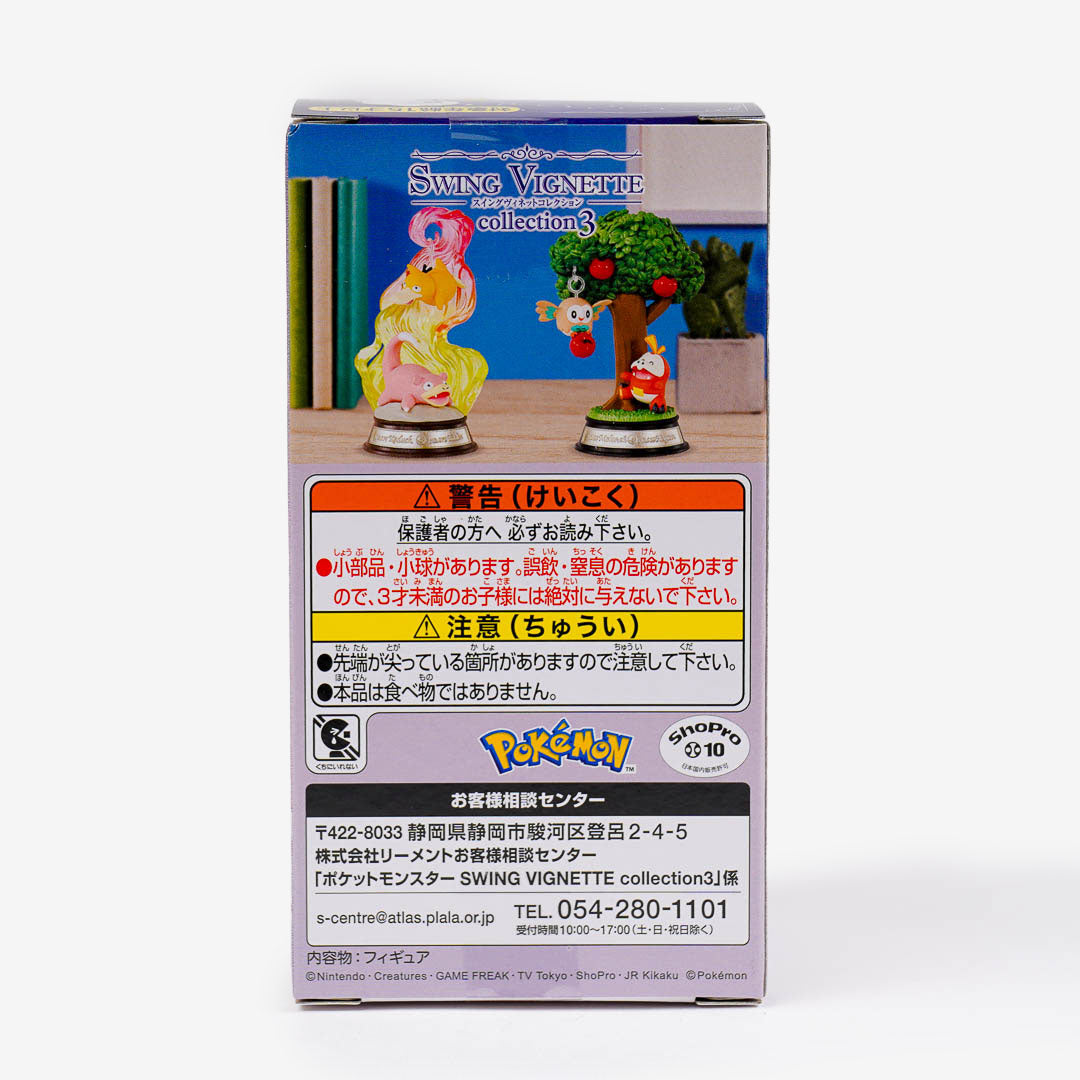 SWING VIGNETTE
スイングヴィネットコレクション
collection 3
⚠警告(けいこく)
保護者の方へ 必ずお読み下さい。
●小部品・小球があります。誤飲・窒息の危険があります
ので、3才未満のお子様には絶対に与えないで下さい。
⚠注意(ちゅうい)
●先端が尖っている箇所がありますので注意して下さい。
●本品は食べ物ではありません。
くちにいれない
POKéMON™
ShoPro
10
日本国内販売許可
お客様相談センター
〒422-8033 静岡県静岡市駿河区登呂2-4-5
株式会社リーメントお客様相談センター
「ポケットモンスター SWING VIGNETTE collection3」係
s-centre@atlas.plala.or.jp
TEL. 054-280-1101
受付時間10:00〜17:00(土・日・祝日除く)
内容物:フィギュア
©Nintendo・Creatures・GAME FREAK・TV Tokyo・ShoPro・JR Kikaku ©Pokémon